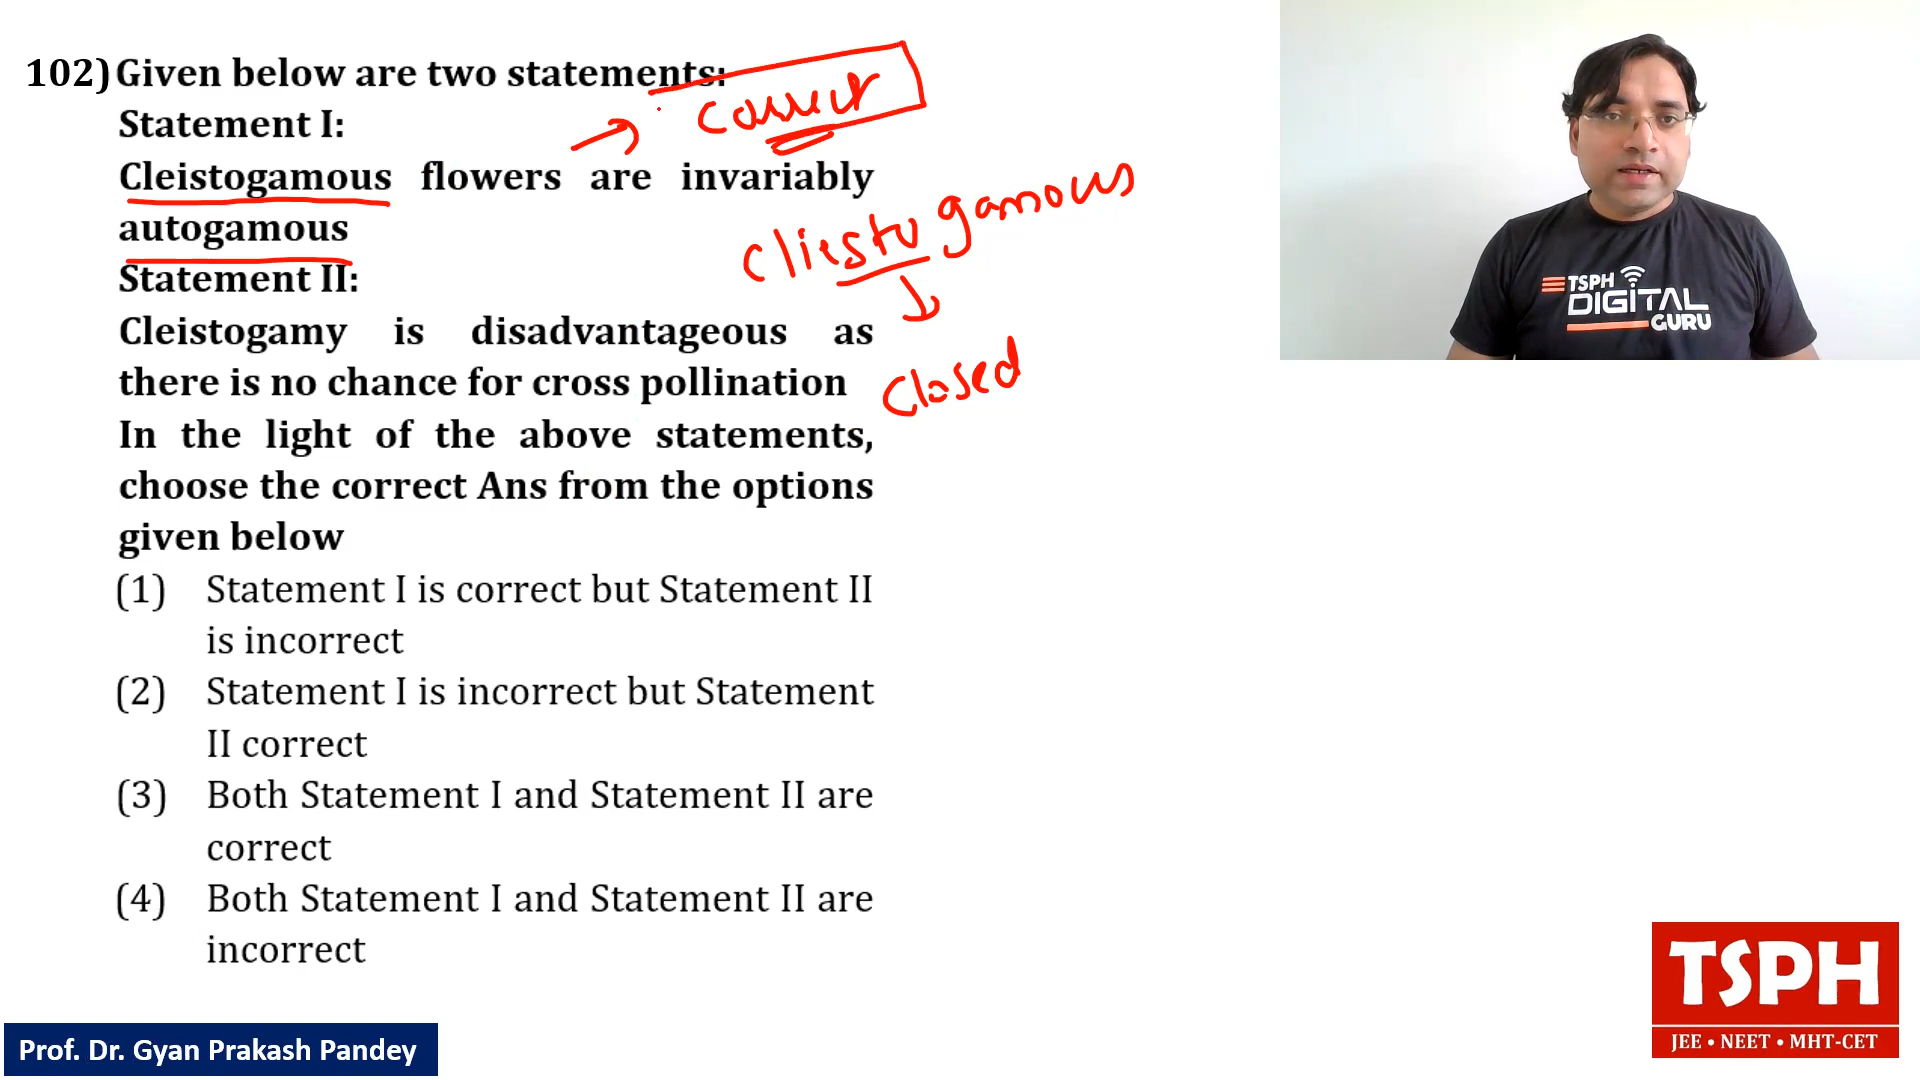 102) Given below are two statements:
Statement I:
→ correct
Cleistogamous flowers are invariably
autogamous
Cliestogamous
Statement II:
Cleistogamy is disadvantageous as
there is no chance for cross pollination
Closed
In the light of the above statements,
choose the correct Ans from the options
given below
(1) Statement I is correct but Statement II
is incorrect
(2) Statement I is incorrect but Statement
II correct
(3) Both Statement I and Statement II are
correct
(4) Both Statement I and Statement II are
incorrect
TSPH
DIGITAL
GURU
TSPH
JEE • NEET • MHT-CET
Prof. Dr. Gyan Prakash Pandey